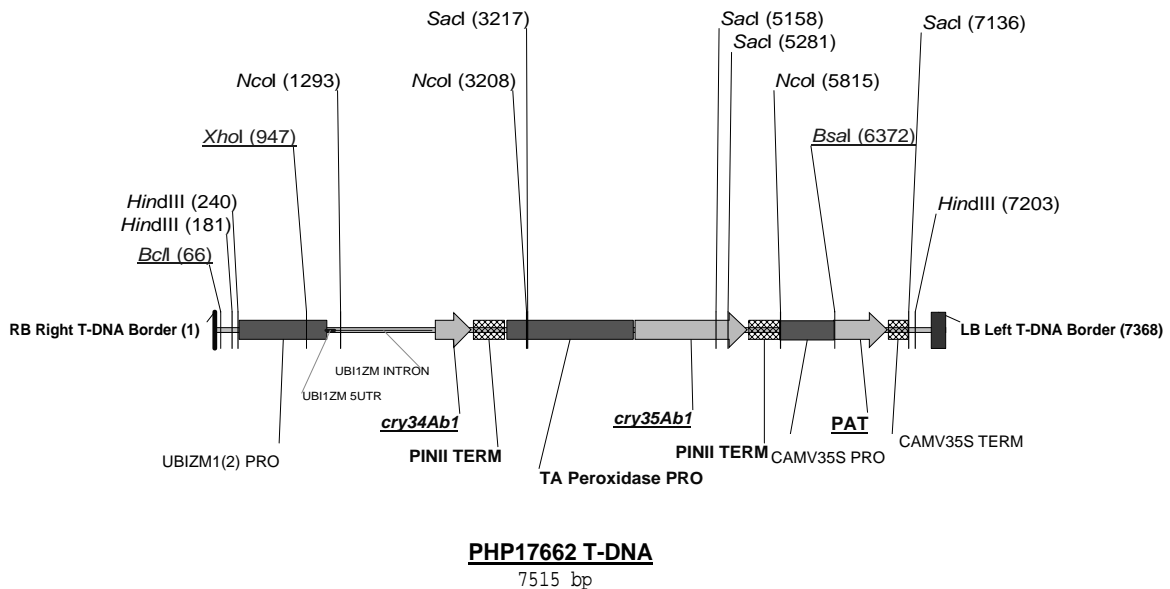 SacI (3217)
SacI (5158)
SacI (7136)
SacI (5281)
NcoI (1293)
NcoI (3208)
NcoI (5815)
XhoI (947)
BsaI (6372)
HindIII (240)
HindIII (7203)
HindIII (181)
BclI (66)
RB Right T-DNA Border (1)
LB Left T-DNA Border (7368)
UBI1ZM INTRON
UBI1ZM 5UTR
cry34Ab1
cry35Ab1
PAT
UBIZM1(2) PRO
PINII TERM
PINII TERM
CAMV35S PRO
CAMV35S TERM
TA Peroxidase PRO
PHP17662 T-DNA
7515 bp